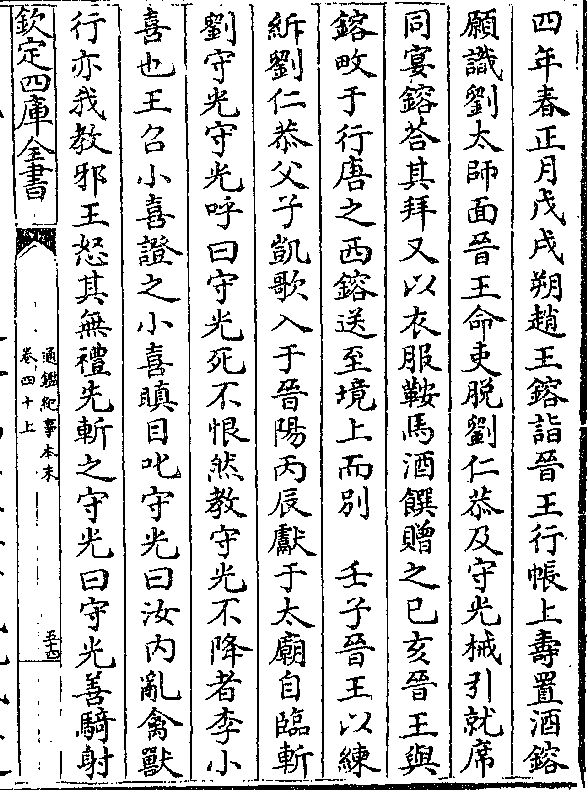 四年春正月戊戌朔趙王鎔詣晉王行帳上壽置酒鎔
願識劉太師面晉王命吏脫劉仁恭及守光械引就席
同宴鎔荅其拜又以衣服鞍馬酒饌贈之己亥晉王與
鎔畋于行唐之西鎔送至境上而別　壬子晉王以練
紖劉仁恭父子凱歌入于晉陽丙辰獻于太廟自臨斬
劉守光守光呼曰守光死不恨然教守光不降者李小
喜也王召小喜證之小喜瞋目叱守光曰汝內亂禽獸
行亦我教邪王怒其無禮先斬之守光曰守光善騎射
欽定四庫全書
通鑑紀事本末
卷四十上
五十四